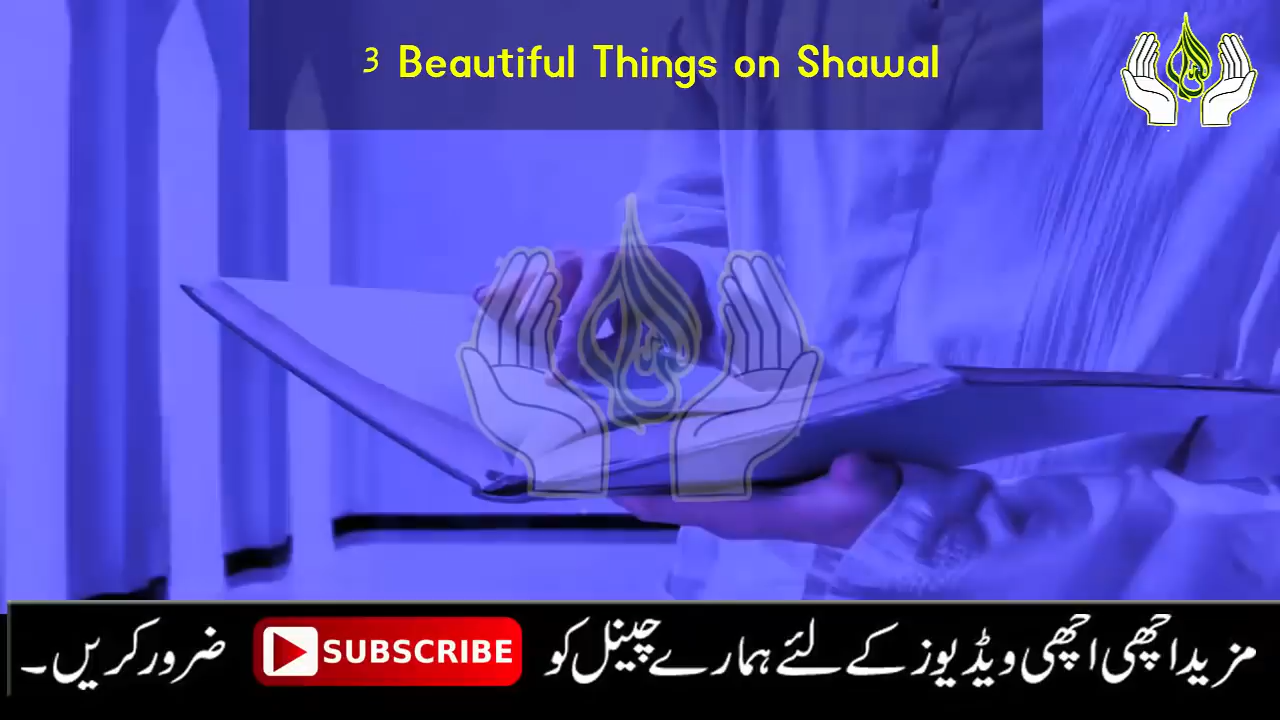 3 Beautiful Things on Shawal
مزید اچھی اچھی ویڈیوز کے لئے ہمارے چینل کو SUBSCRIBE ضرور کریں۔